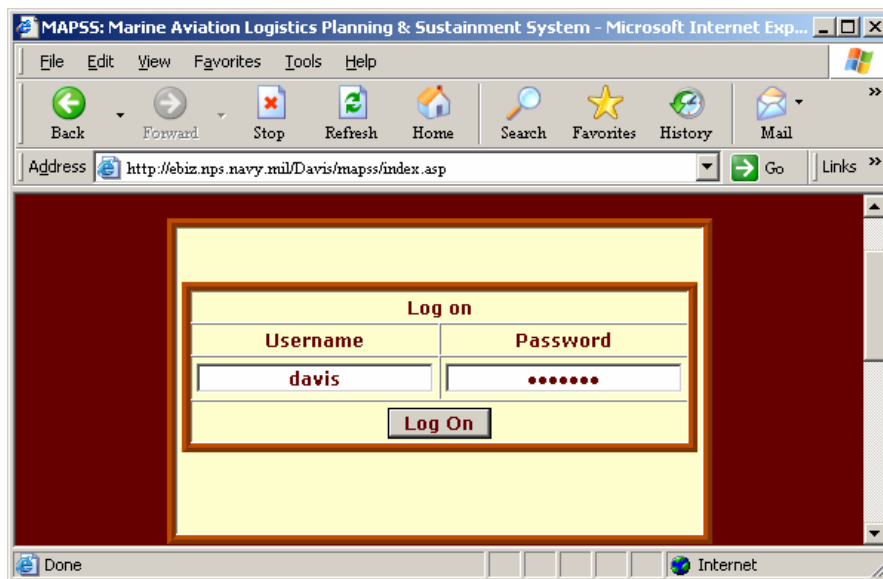 MAPSS: Marine Aviation Logistics Planning & Sustainment System - Microsoft Internet Exp...
File Edit View Favorites Tools Help
»
Back Forward Stop Refresh Home Search Favorites History Mail
Address http://ebiz.nps.navy.mil/Davis/mapss/index.asp Go Links »
Log on
Username Password
davis •••••••
Log On
Done Internet